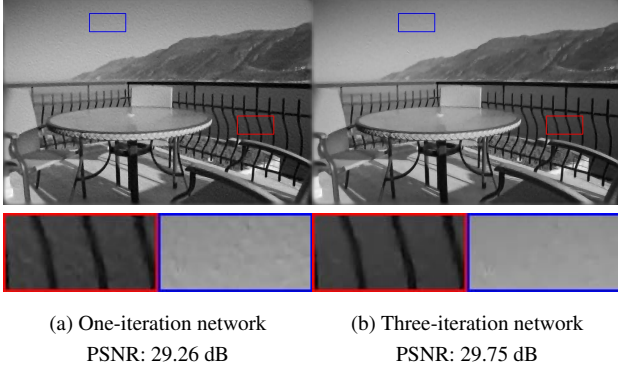 (a) One-iteration network
PSNR: 29.26 dB
(b) Three-iteration network
PSNR: 29.75 dB